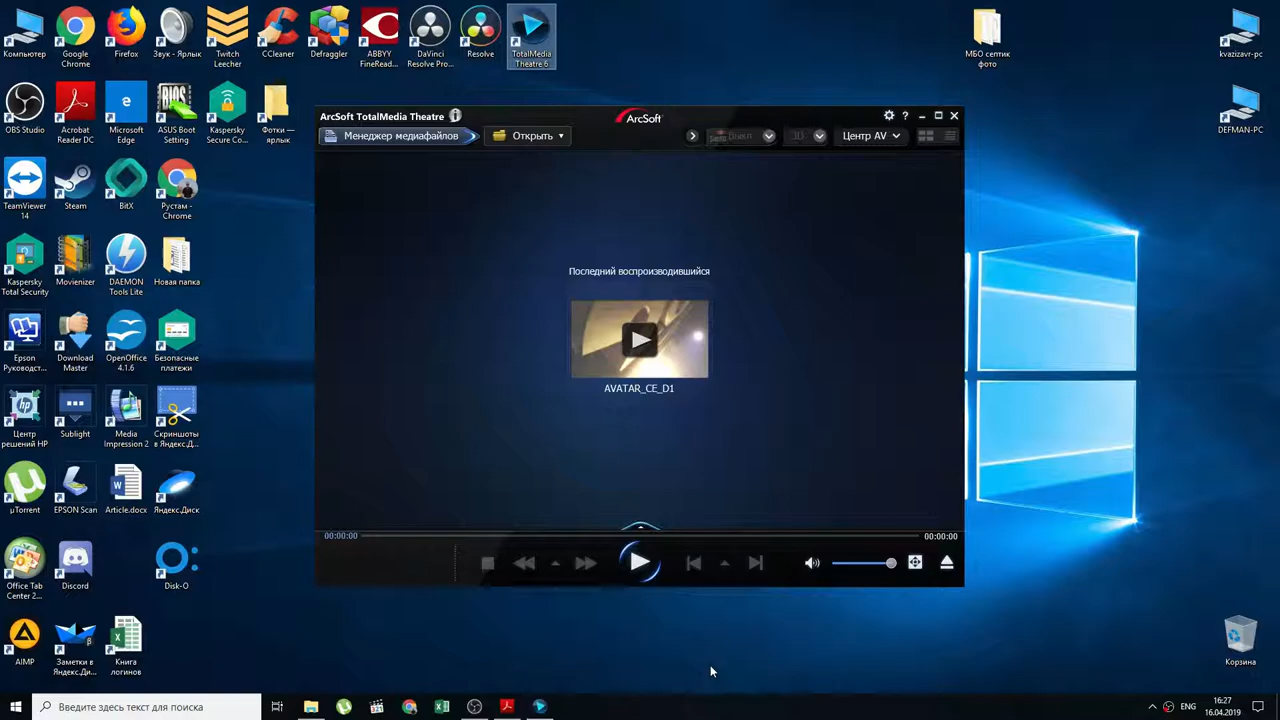 Компьютер
Google
Chrome
Firefox
Звук - Ярлык
Twitch
Leecher
CCleaner
Defraggler
ABBYY
FineRead...
DaVinci
Resolve Pro...
Resolve
TotalMedia
Theatre 6
МБО септик
фото
kvazizavr-pc
OBS Studio
Acrobat
Reader DC
Microsoft
Edge
BIOS
ASUS Boot
Setting
Kaspersky
Secure Co...
Фотки —
ярлык
DEFMAN-PC
ArcSoft TotalMedia Theatre
ArcSoft
Менеджер медиафайлов
Открыть
Выкл
3D
Центр AV
TeamViewer
14
Steam
BitX
Рустам -
Chrome
Kaspersky
Total Security
Movienizer
DAEMON
Tools Lite
Новая папка
Последний воспроизводившийся
AVATAR_CE_D1
Epson
Руководст...
Download
Master
OpenOffice
4.1.6
Безопасные
платежи
Центр
решений HP
Sublight
Media
Impression 2
Скриншоты
в Яндекс.Д...
µTorrent
EPSON Scan
Article.docx
Яндекс.Диск
00:00:00
00:00:00
Office Tab
Center 2...
Discord
Disk-O
AIMP
Заметки в
Яндекс.Ди...
Книга
логинов
Корзина
Введите здесь текст для поиска
ENG
16:27
16.04.2019